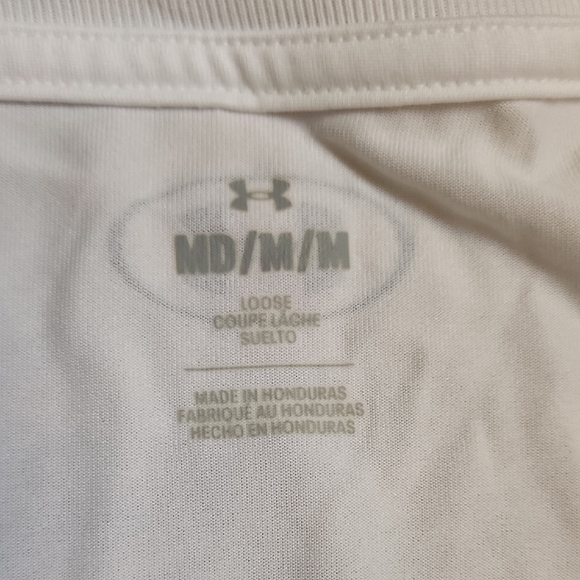 MD/M/M
LOOSE
COUPE LÂCHE
SUELTO
MADE IN HONDURAS
FABRIQUÉ AU HONDURAS
HECHO EN HONDURAS